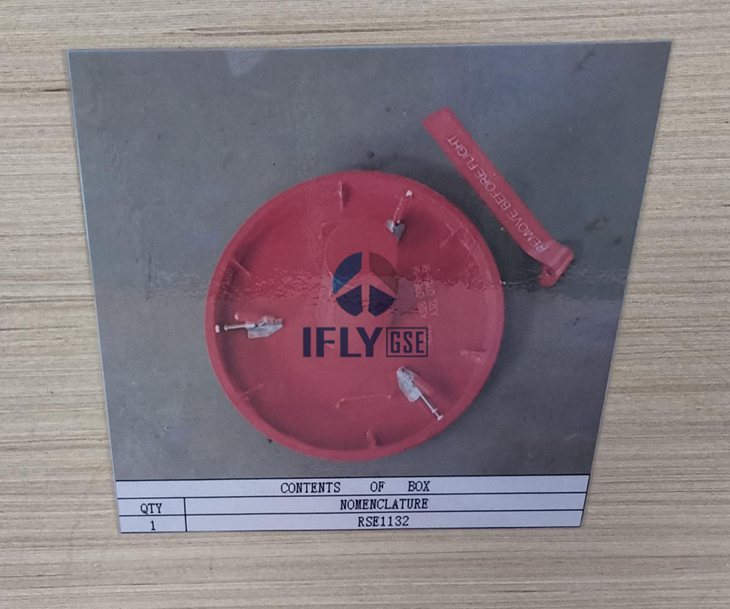 REMOVE BEFORE FLIGHT
IFLY GSE
CONTENTS OF BOX
QTY NOMENCLATURE
1 RSE1132